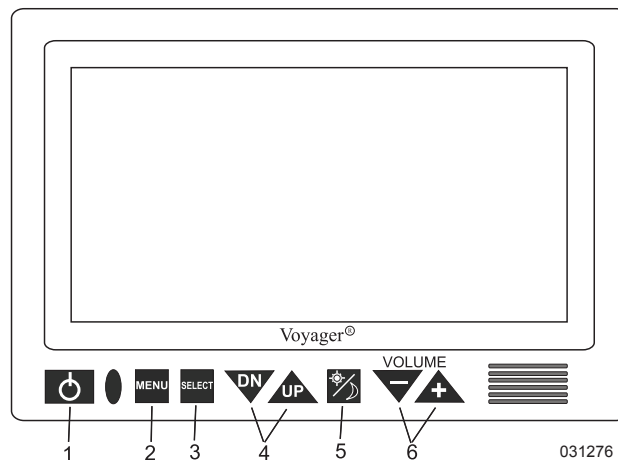 Voyager®
VOLUME
MENU SELECT DN UP − +
1 2 3 4 5 6
031276